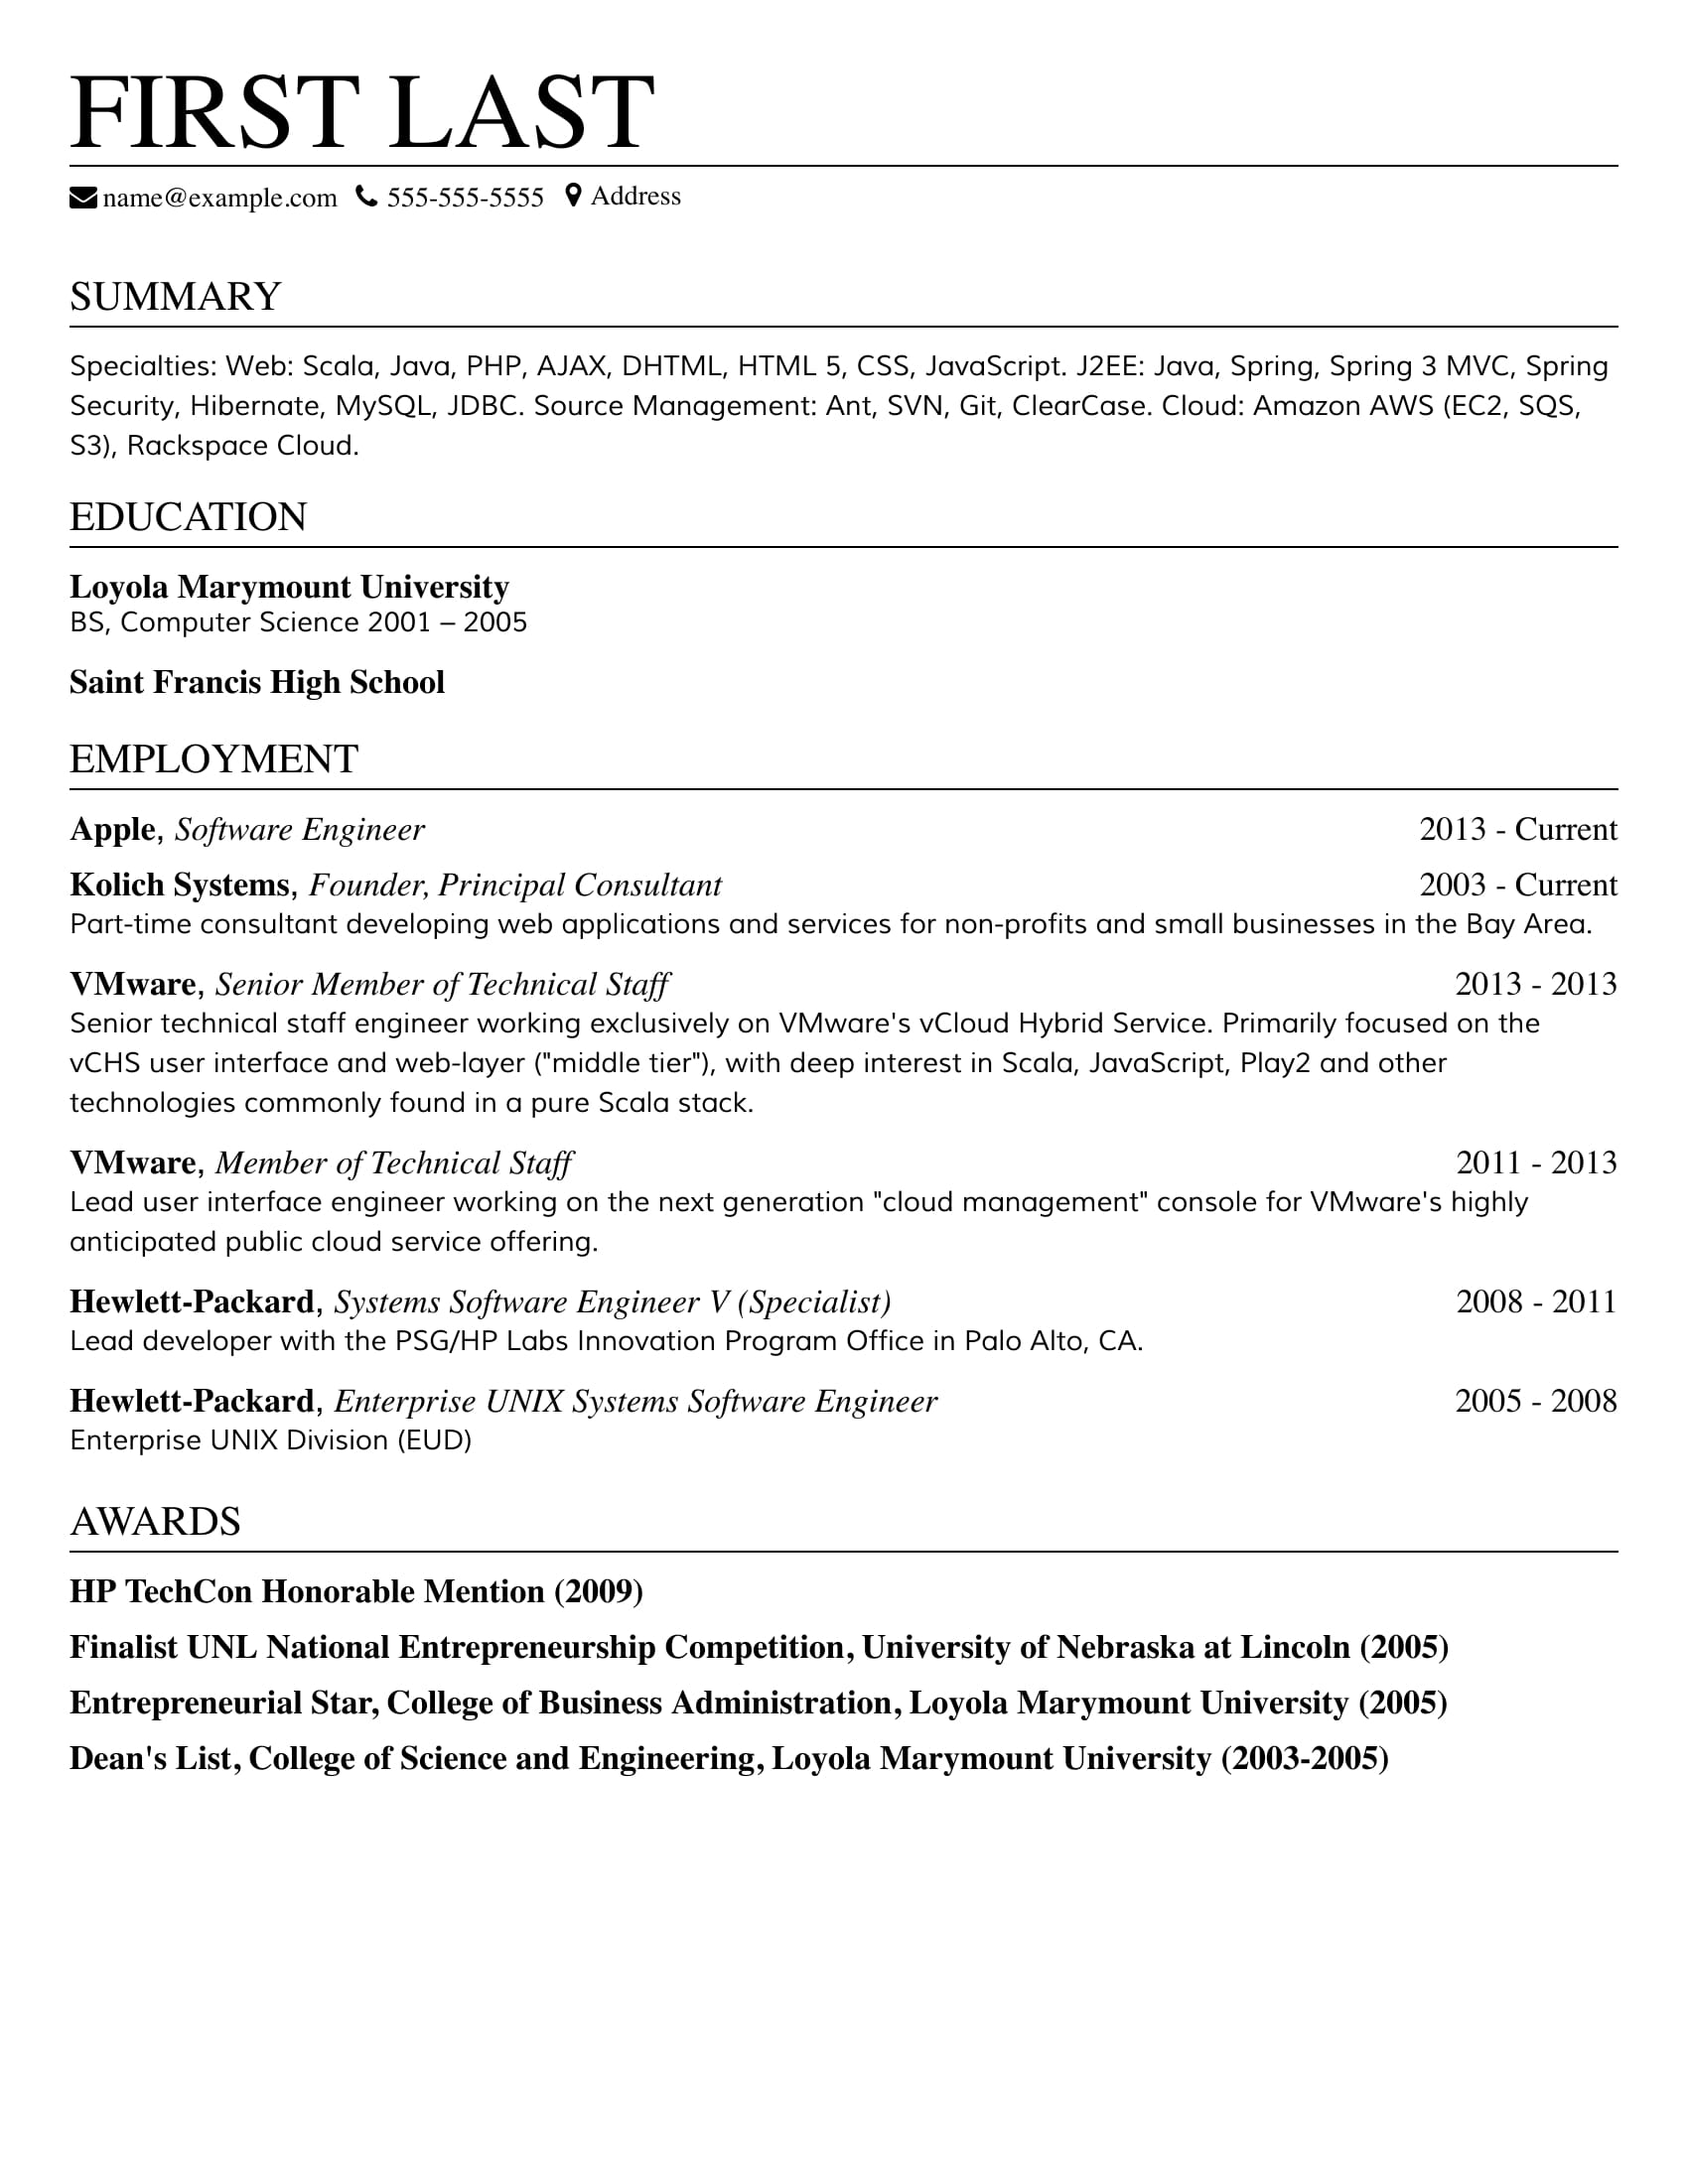 FIRST LAST
name@example.com 555-555-5555 Address
SUMMARY
Specialties: Web: Scala, Java, PHP, AJAX, DHTML, HTML 5, CSS, JavaScript. J2EE: Java, Spring, Spring 3 MVC, Spring
Security, Hibernate, MySQL, JDBC. Source Management: Ant, SVN, Git, ClearCase. Cloud: Amazon AWS (EC2, SQS,
S3), Rackspace Cloud.
EDUCATION
Loyola Marymount University
BS, Computer Science 2001 – 2005
Saint Francis High School
EMPLOYMENT
Apple, Software Engineer 2013 - Current
Kolich Systems, Founder, Principal Consultant 2003 - Current
Part-time consultant developing web applications and services for non-profits and small businesses in the Bay Area.
VMware, Senior Member of Technical Staff 2013 - 2013
Senior technical staff engineer working exclusively on VMware's vCloud Hybrid Service. Primarily focused on the
vCHS user interface and web-layer ("middle tier"), with deep interest in Scala, JavaScript, Play2 and other
technologies commonly found in a pure Scala stack.
VMware, Member of Technical Staff 2011 - 2013
Lead user interface engineer working on the next generation "cloud management" console for VMware's highly
anticipated public cloud service offering.
Hewlett-Packard, Systems Software Engineer V (Specialist) 2008 - 2011
Lead developer with the PSG/HP Labs Innovation Program Office in Palo Alto, CA.
Hewlett-Packard, Enterprise UNIX Systems Software Engineer 2005 - 2008
Enterprise UNIX Division (EUD)
AWARDS
HP TechCon Honorable Mention (2009)
Finalist UNL National Entrepreneurship Competition, University of Nebraska at Lincoln (2005)
Entrepreneurial Star, College of Business Administration, Loyola Marymount University (2005)
Dean's List, College of Science and Engineering, Loyola Marymount University (2003-2005)